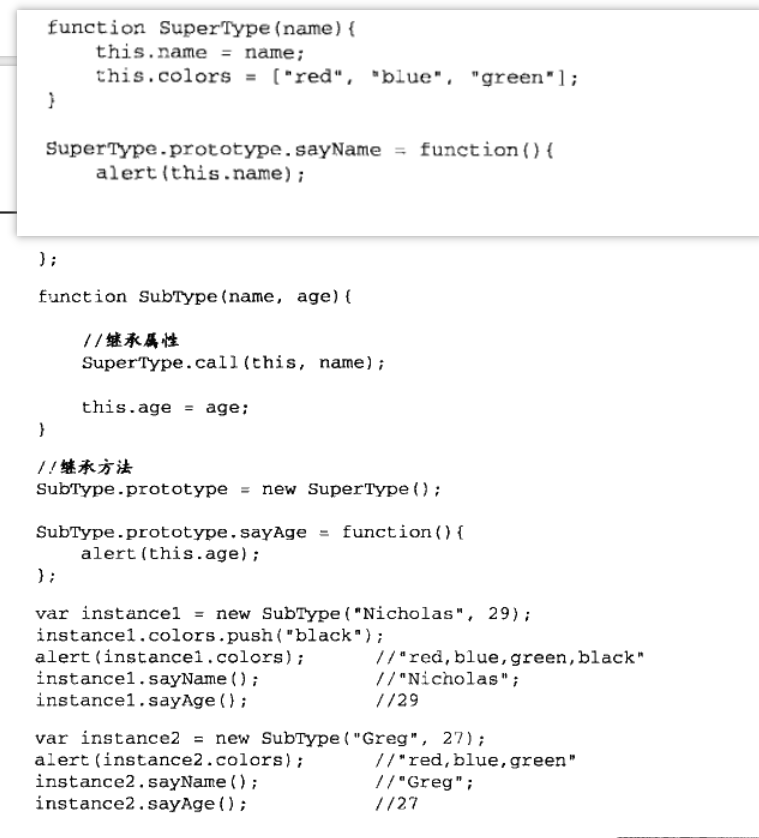 function SuperType(name){
    this.name = name;
    this.colors = ["red", "blue", "green"];
}
SuperType.prototype.sayName = function(){
    alert(this.name);
};
function SubType(name, age){
    //继承属性
    SuperType.call(this, name);
    this.age = age;
}
//继承方法
SubType.prototype = new SuperType();
SubType.prototype.sayAge = function(){
    alert(this.age);
};
var instance1 = new SubType("Nicholas", 29);
instance1.colors.push("black");
alert(instance1.colors);      //"red,blue,green,black"
instance1.sayName();          //"Nicholas";
instance1.sayAge();           //29
var instance2 = new SubType("Greg", 27);
alert(instance2.colors);      //"red,blue,green"
instance2.sayName();          //"Greg";
instance2.sayAge();           //27